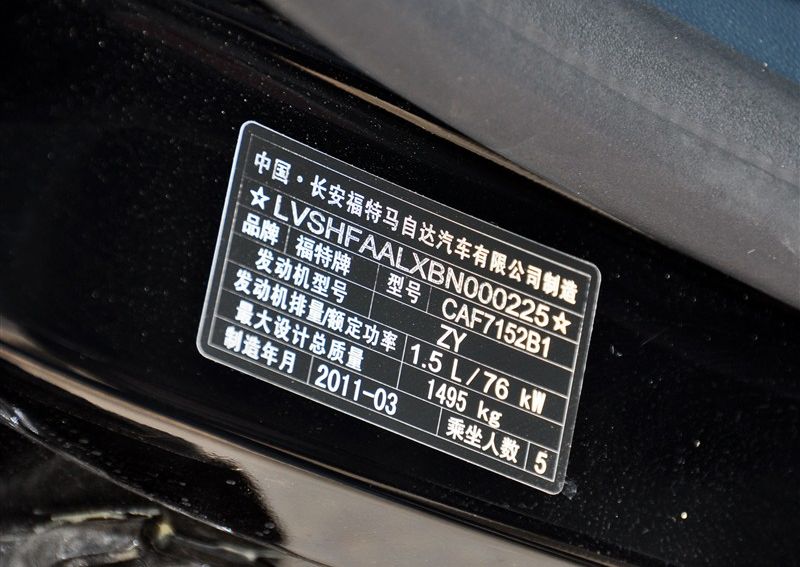 中国·长安福特马自达汽车有限公司制造
☆LVSHFAALXBN000225☆
品牌 福特牌 型号 CAF7152B1
发动机型号 ZY
发动机排量/额定功率 1.5 L/76 kW
最大设计总质量 1495 kg
制造年月 2011-03 乘坐人数 5